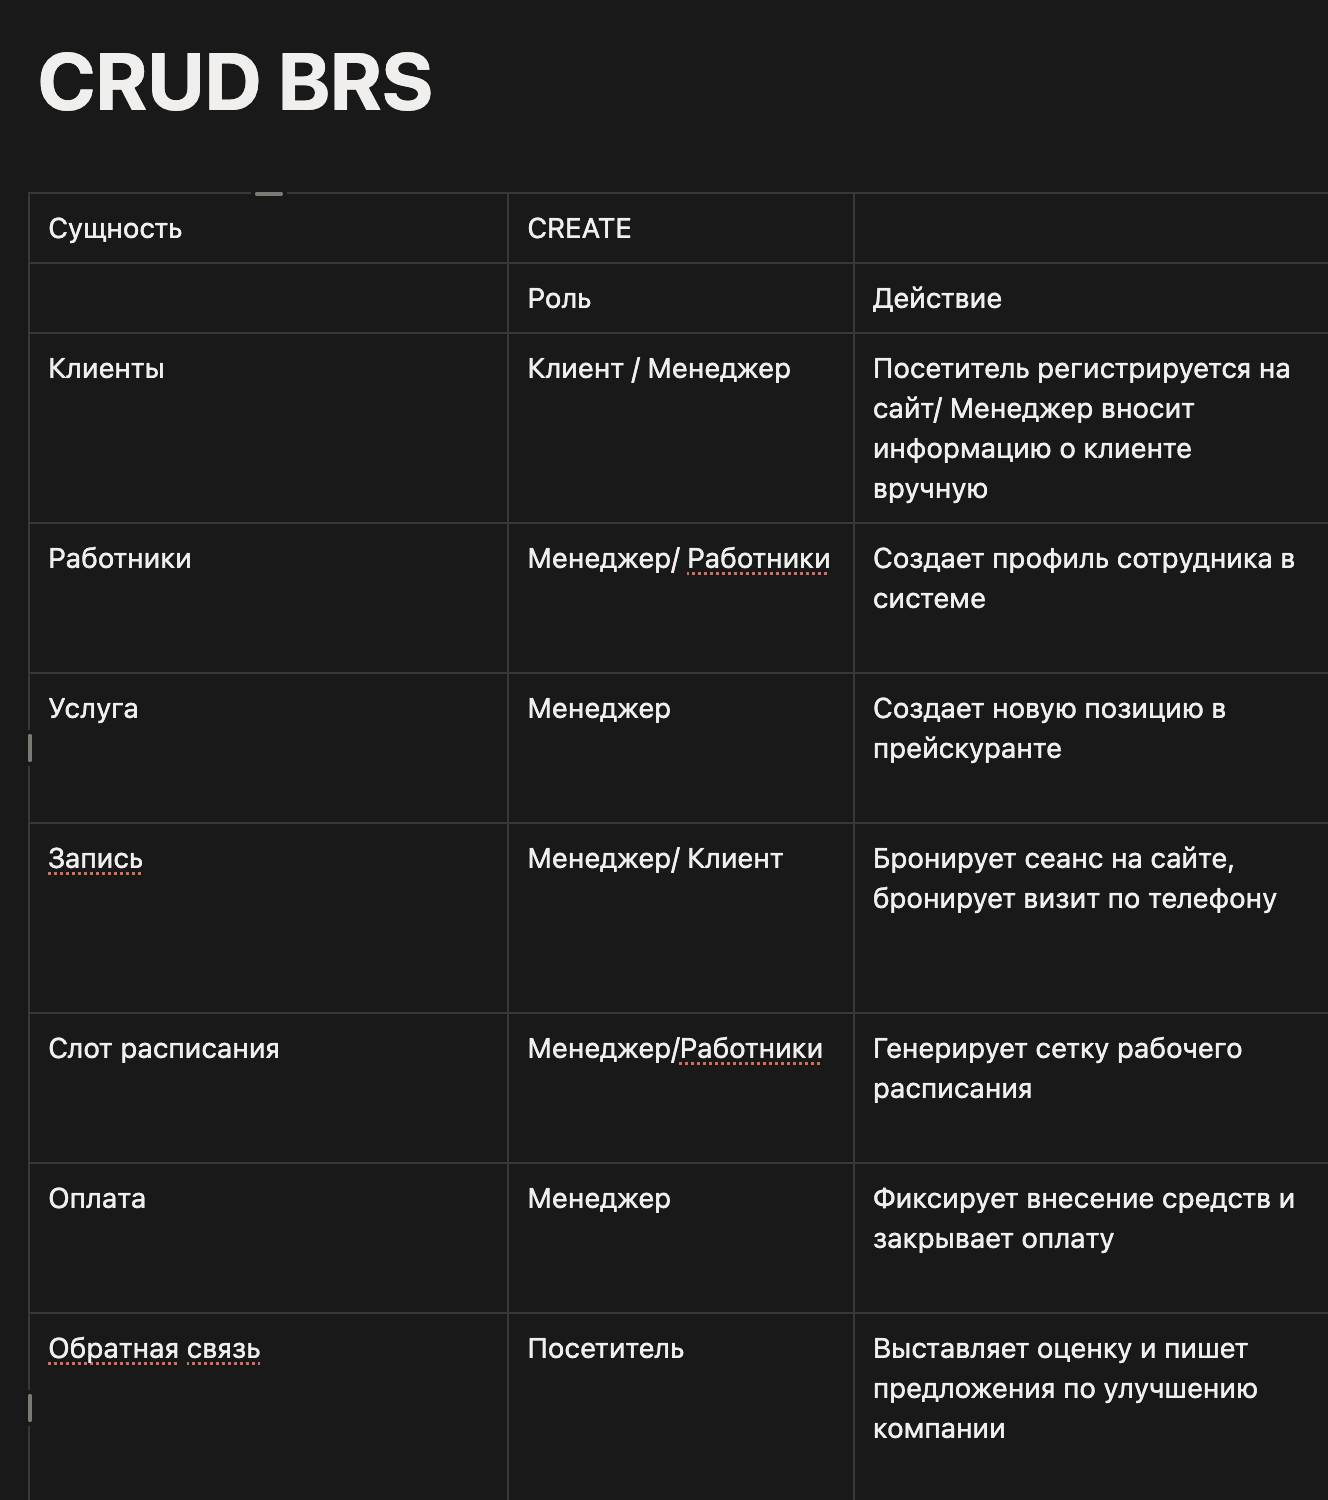 CRUD BRS
Сущность
CREATE
Роль
Действие
Клиенты
Клиент / Менеджер
Посетитель регистрируется на
сайт/ Менеджер вносит
информацию о клиенте
вручную
Работники
Менеджер/ Работники
Создает профиль сотрудника в
системе
Услуга
Менеджер
Создает новую позицию в
прейскуранте
Запись
Менеджер/ Клиент
Бронирует сеанс на сайте,
бронирует визит по телефону
Слот расписания
Менеджер/Работники
Генерирует сетку рабочего
расписания
Оплата
Менеджер
Фиксирует внесение средств и
закрывает оплату
Обратная связь
Посетитель
Выставляет оценку и пишет
предложения по улучшению
компании